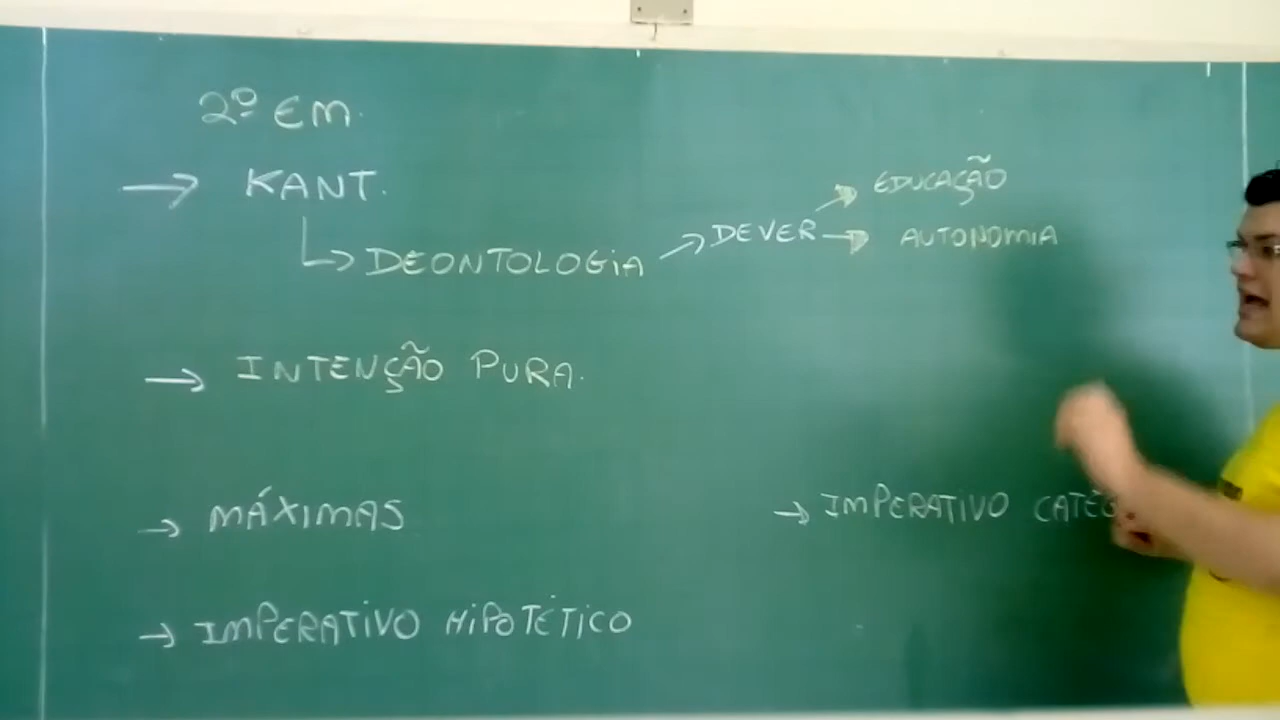 2º EM.
→ KANT.
↳ DEONTOLOGIA → DEVER → EDUCAÇÃO
→ AUTONOMIA
→ INTENÇÃO PURA.
→ MÁXIMAS
→ IMPERATIVO
→ IMPERATIVO HIPOTÉTICO